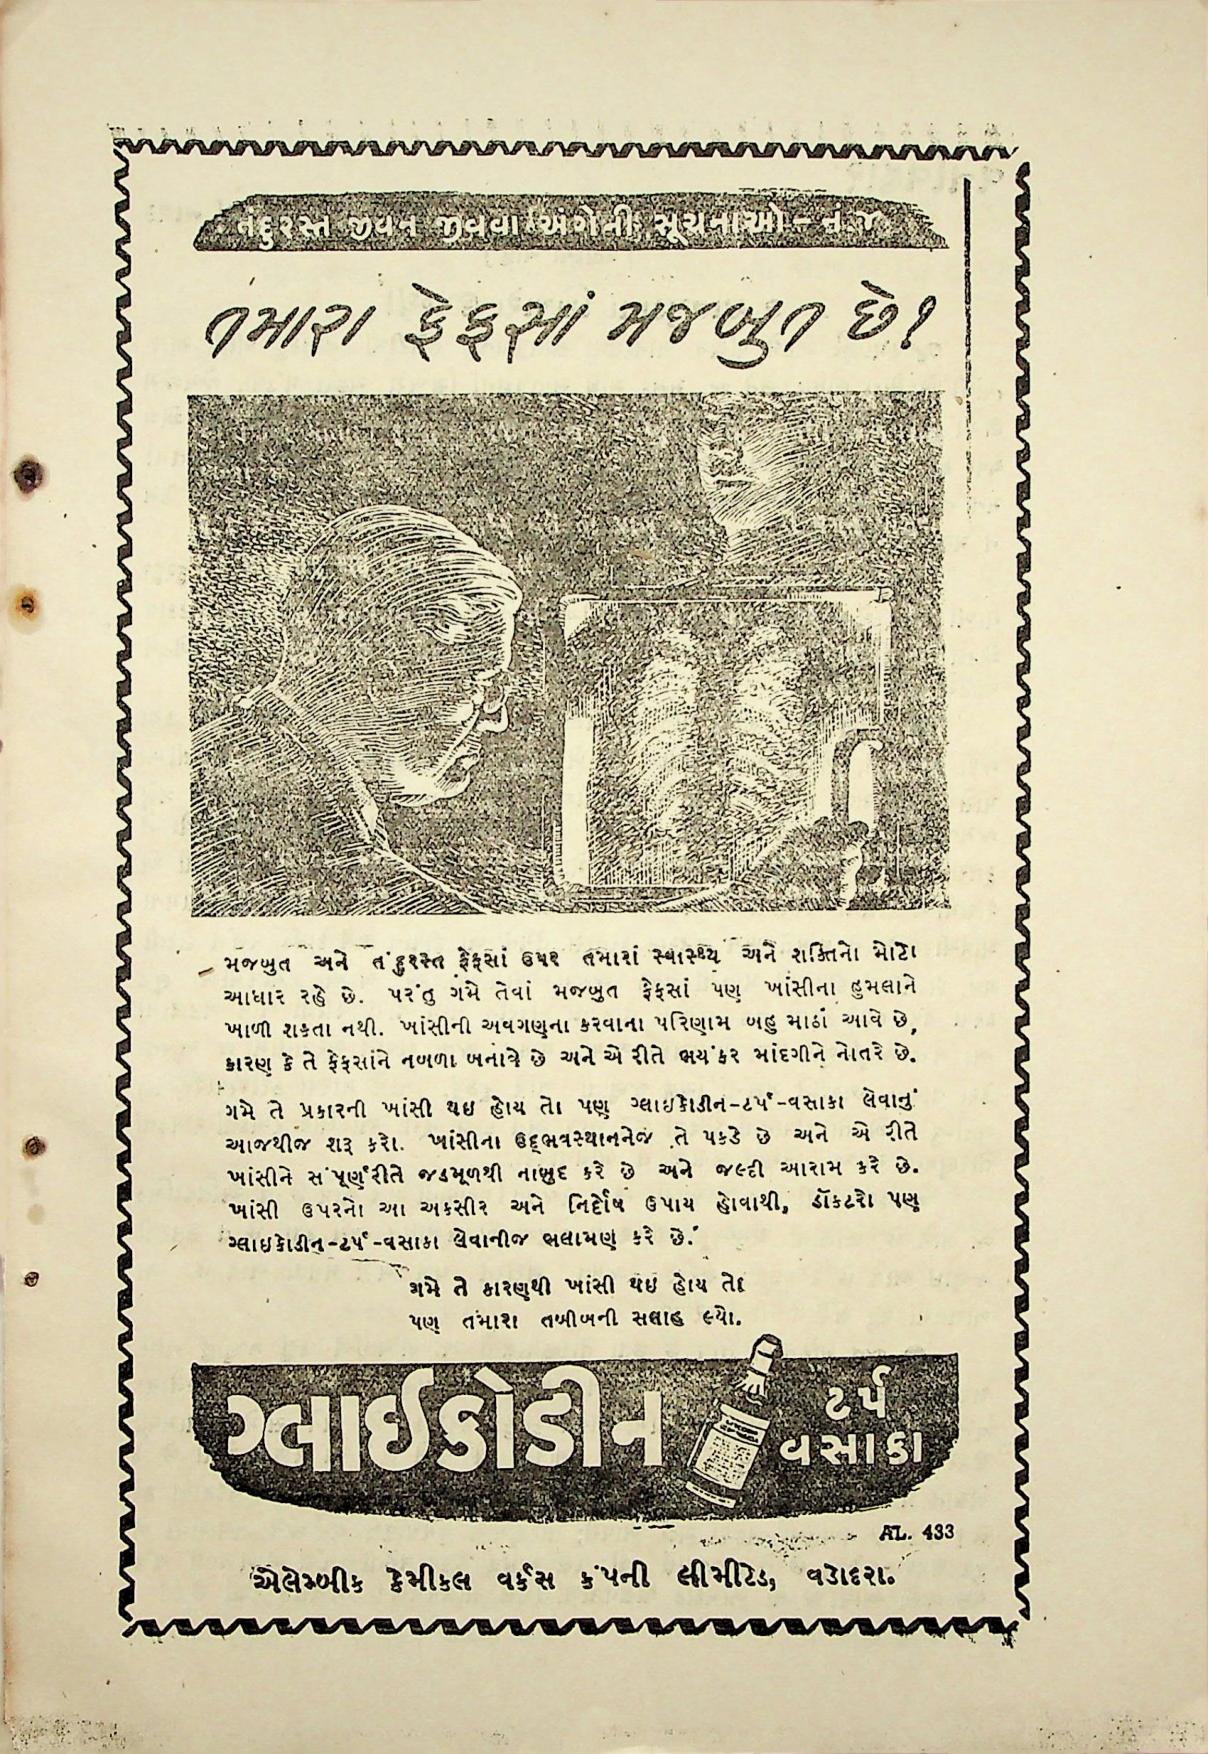 તંદુરસ્ત જીવન જીવવા અંગેની સૂચનાઓ - નં.
તમારા ફેફસાં મજબુત છે?
મજબુત અને તંદુરસ્ત ફેફસાં ઉપર તમારાં સ્વાસ્થ્ય અને શક્તિનો મોટો
આધાર રહે છે. પરંતુ ગમે તેવાં મજબુત ફેફસાં પણ ખાંસીના હુમલાને
ખાળી શકતા નથી. ખાંસીની અવગણના કરવાના પરિણામ બહુ માઠાં આવે છે,
કારણ કે તે ફેફસાંને નબળા બનાવે છે અને એ રીતે ભયંકર માંદગીને નોતરે છે.
ગમે તે પ્રકારની ખાંસી થઇ હોય તો પણ ગ્લાઇકોડીન-ટર્પ-વસાકા લેવાનું
આજથીજ શરૂ કરો. ખાંસીના ઉદ્ભવસ્થાનનેજ તે પકડે છે અને એ રીતે
ખાંસીને સંપૂર્ણરીતે જડમૂળથી નાબુદ કરે છે અને જલ્દી આરામ કરે છે.
ખાંસી ઉપરનો આ અકસીર અને નિર્દોષ ઉપાય હોવાથી, ડૉકટરો પણ
ગ્લાઇકોડીન-ટર્પ-વસાકા લેવાનીજ ભલામણ કરે છે.
ગમે તે કારણથી ખાંસી થઇ હોય તો
પણ તમારા તબીબની સલાહ લ્યો.
ગ્લાઈકોડીન
ટર્પ
વસાકા
AL. 433
એલેમ્બીક કેમીકલ વર્કસ કંપની લીમીટેડ, વડોદરા.